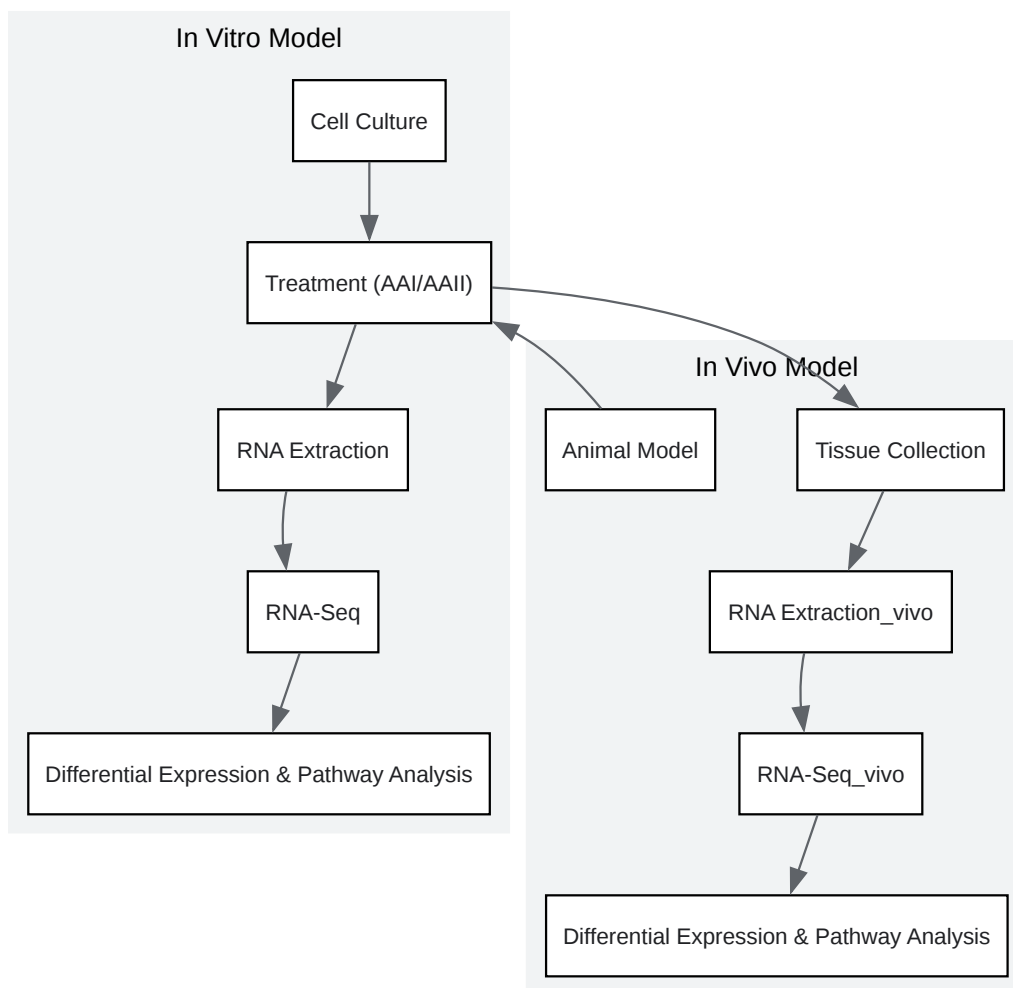 In Vitro Model
Cell Culture
Treatment (AAI/AAII)
RNA Extraction
RNA-Seq
Differential Expression & Pathway Analysis
In Vivo Model
Animal Model
Tissue Collection
RNA Extraction_vivo
RNA-Seq_vivo
Differential Expression & Pathway Analysis